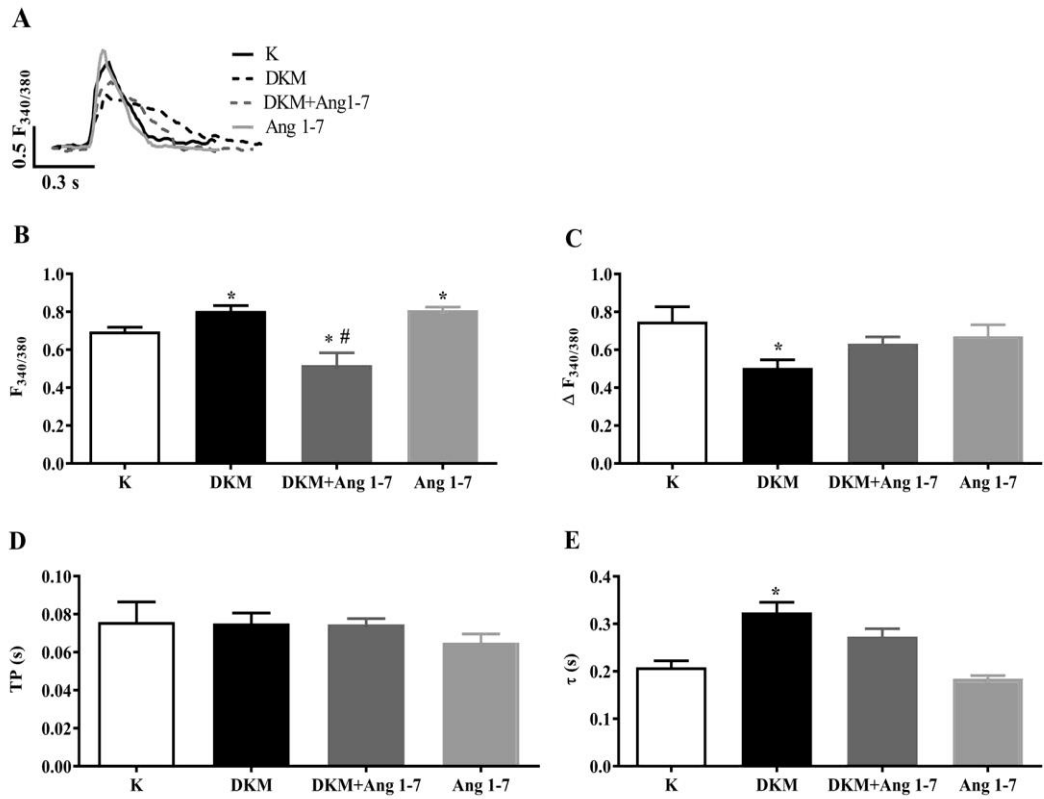 A
K
DKM
DKM+Ang1-7
Ang 1-7
0.5 F340/380
0.3 s
B
F340/380
1.0
0.8
0.6
0.4
0.2
0.0
*
* #
*
K DKM DKM+Ang 1-7 Ang 1-7
C
Δ F340/380
1.0
0.8
0.6
0.4
0.2
0.0
*
K DKM DKM+Ang 1-7 Ang 1-7
D
TP (s)
0.10
0.08
0.06
0.04
0.02
0.00
K DKM DKM+Ang 1-7 Ang 1-7
E
τ (s)
0.4
0.3
0.2
0.1
0.0
*
K DKM DKM+Ang 1-7 Ang 1-7